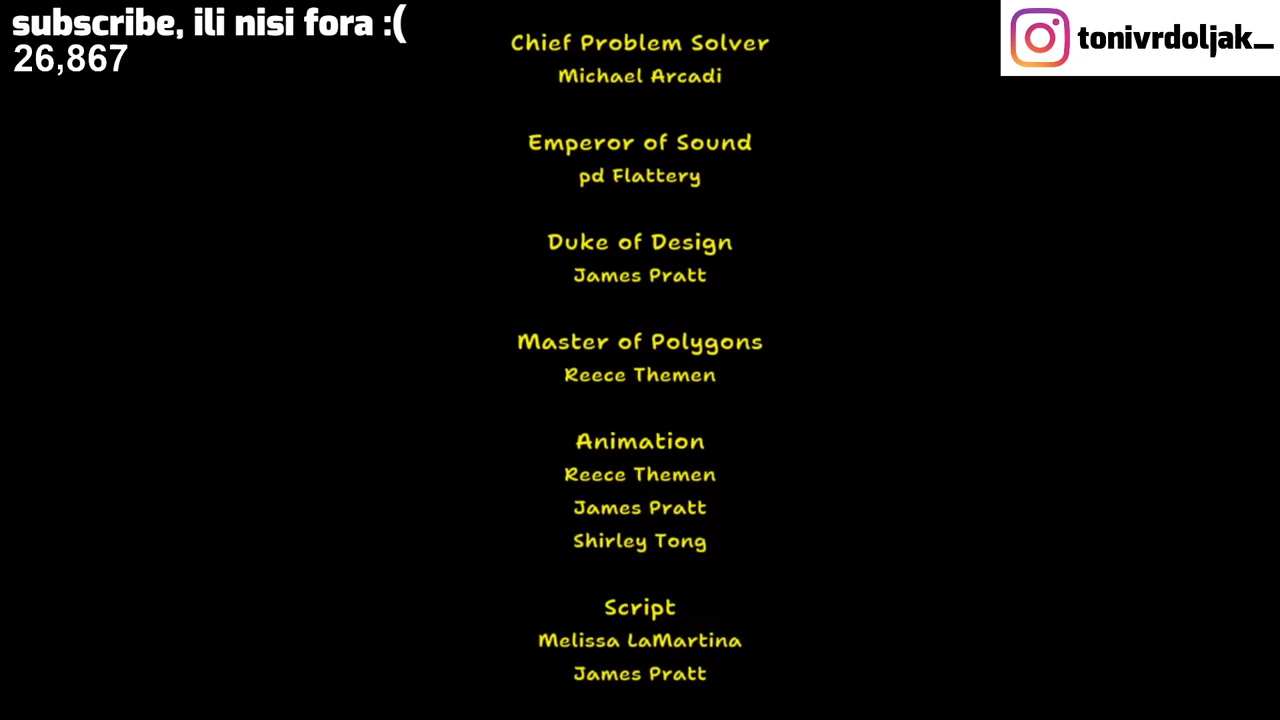 subscribe, ili nisi fora :(
26,867
tonivrdoljak_
Chief Problem Solver
Michael Arcadi
Emperor of Sound
pd Flattery
Duke of Design
James Pratt
Master of Polygons
Reece Themen
Animation
Reece Themen
James Pratt
Shirley Tong
Script
Melissa LaMartina
James Pratt